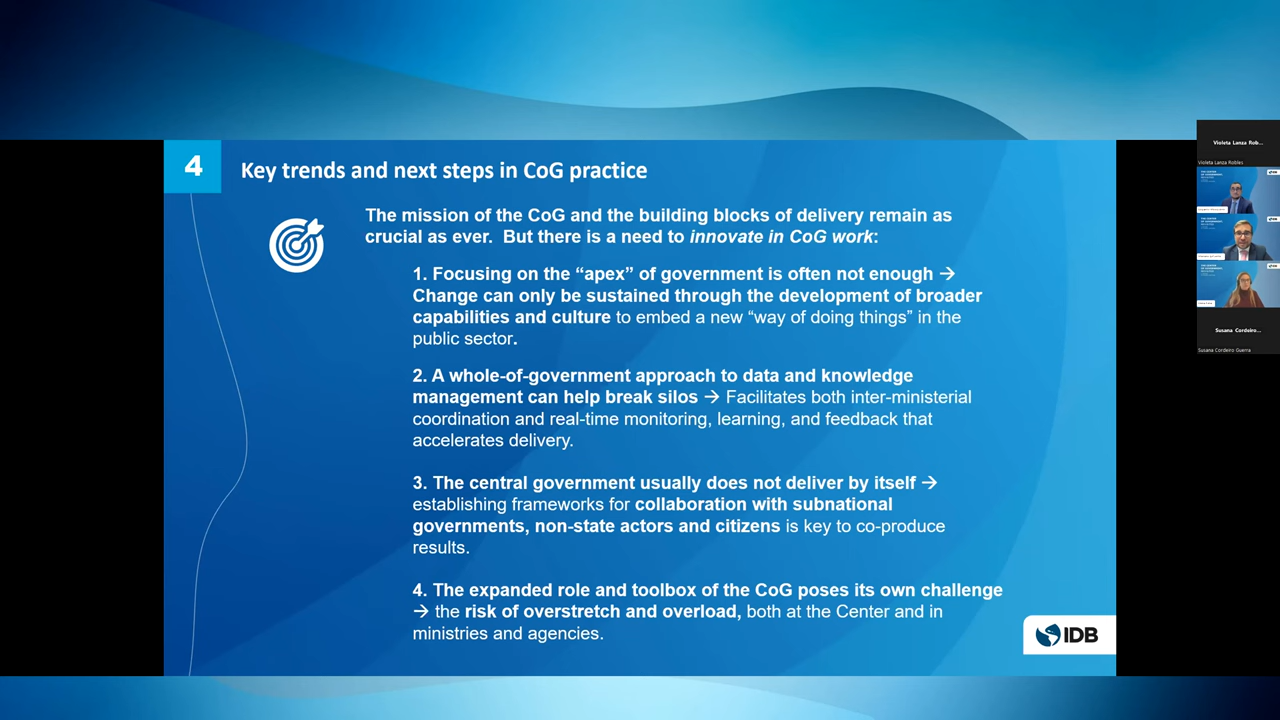 4
Key trends and next steps in CoG practice
The mission of the CoG and the building blocks of delivery remain as
crucial as ever. But there is a need to innovate in CoG work:
1. Focusing on the “apex” of government is often not enough →
Change can only be sustained through the development of broader
capabilities and culture to embed a new “way of doing things” in the
public sector.
2. A whole-of-government approach to data and knowledge
management can help break silos → Facilitates both inter-ministerial
coordination and real-time monitoring, learning, and feedback that
accelerates delivery.
3. The central government usually does not deliver by itself →
establishing frameworks for collaboration with subnational
governments, non-state actors and citizens is key to co-produce
results.
4. The expanded role and toolbox of the CoG poses its own challenge
→ the risk of overstretch and overload, both at the Center and in
ministries and agencies.
IDB
Violeta Lanza Rob...
Violeta Lanza Robles
Susana Cordeiro...
Susana Cordeiro Guerra